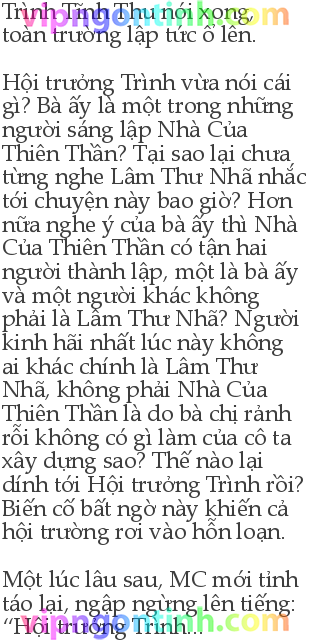 Trình Tĩnh Thu nói xong,
toàn trường lập tức ồ lên.

Hội trưởng Trình vừa nói cái
gì? Bà ấy là một trong những
người sáng lập Nhà Của
Thiên Thần? Tại sao lại chưa
từng nghe Lâm Thư Nhã nhắc
tới chuyện này bao giờ? Hơn
nữa nghe ý của bà ấy thì Nhà
Của Thiên Thần có tận hai
người thành lập, một là bà ấy
và một người khác không
phải là Lâm Thư Nhã? Người
kinh hãi nhất lúc này không
ai khác chính là Lâm Thư
Nhã, không phải Nhà Của
Thiên Thần là do bà chị rảnh
rỗi không có gì làm của cô ta
xây dựng sao? Thế nào lại
dính tới Hội trưởng Trình rồi?
Biến cố bất ngờ này khiến cả
hội trường rơi vào hỗn loạn.

Một lúc lâu sau, MC mới tỉnh
táo lại, ngập ngừng lên tiếng:
“Hội trưởng Trình...
vipngontinh.com
vipngontinh.com